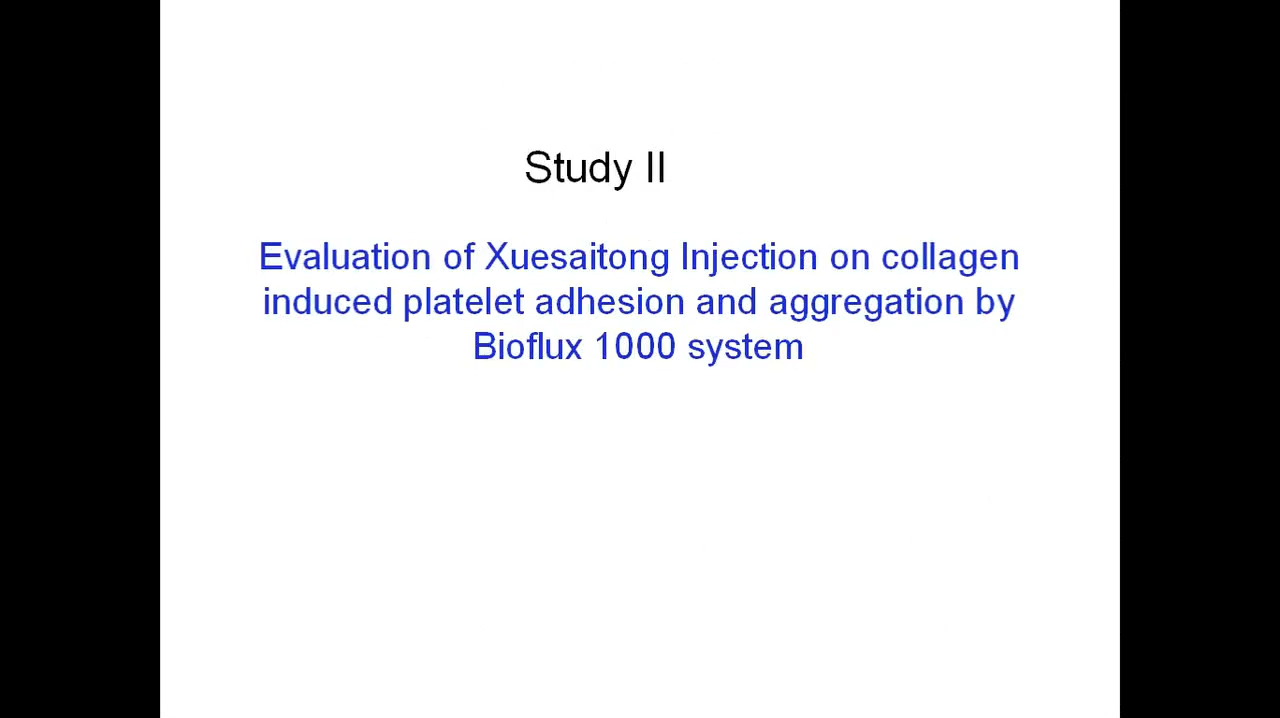 Study II
Evaluation of Xuesaitong Injection on collagen
induced platelet adhesion and aggregation by
Bioflux 1000 system